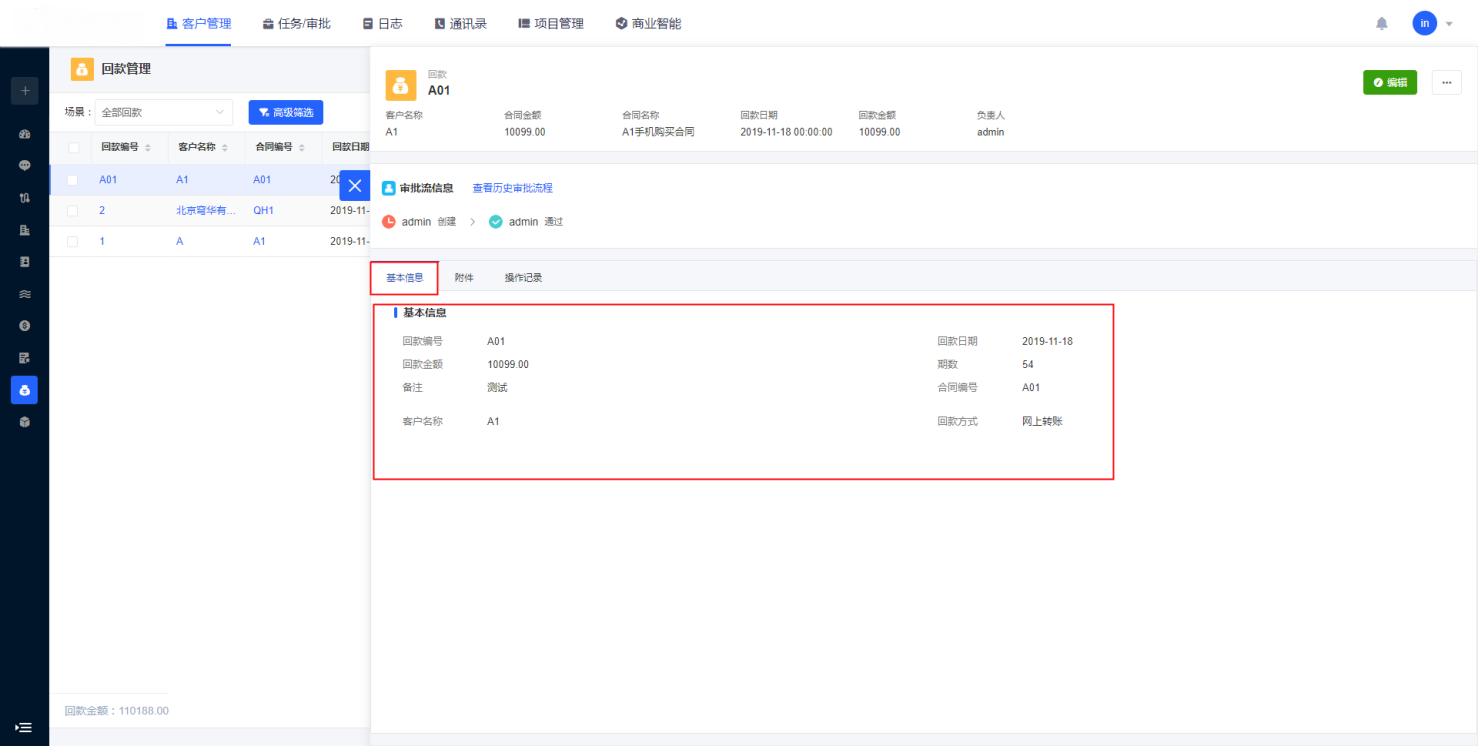 客户管理 任务/审批 日志 通讯录 项目管理 商业智能 in
回款管理
场景： 全部回款 高级筛选
回款编号 客户名称 合同编号 回款日期
A01 A1 A01
2 北京穹华有... QH1 2019-11-
1 A A1 2019-11-
回款金额：110188.00
回款
A01
编辑
客户名称 合同金额 合同名称 回款日期 回款金额 负责人
A1 10099.00 A1手机购买合同 2019-11-18 00:00:00 10099.00 admin
审批流信息 查看历史审批流程
admin 创建 admin 通过
基本信息 附件 操作记录
基本信息
回款编号 A01 回款日期 2019-11-18
回款金额 10099.00 期数 54
备注 测试 合同编号 A01
客户名称 A1 回款方式 网上转账